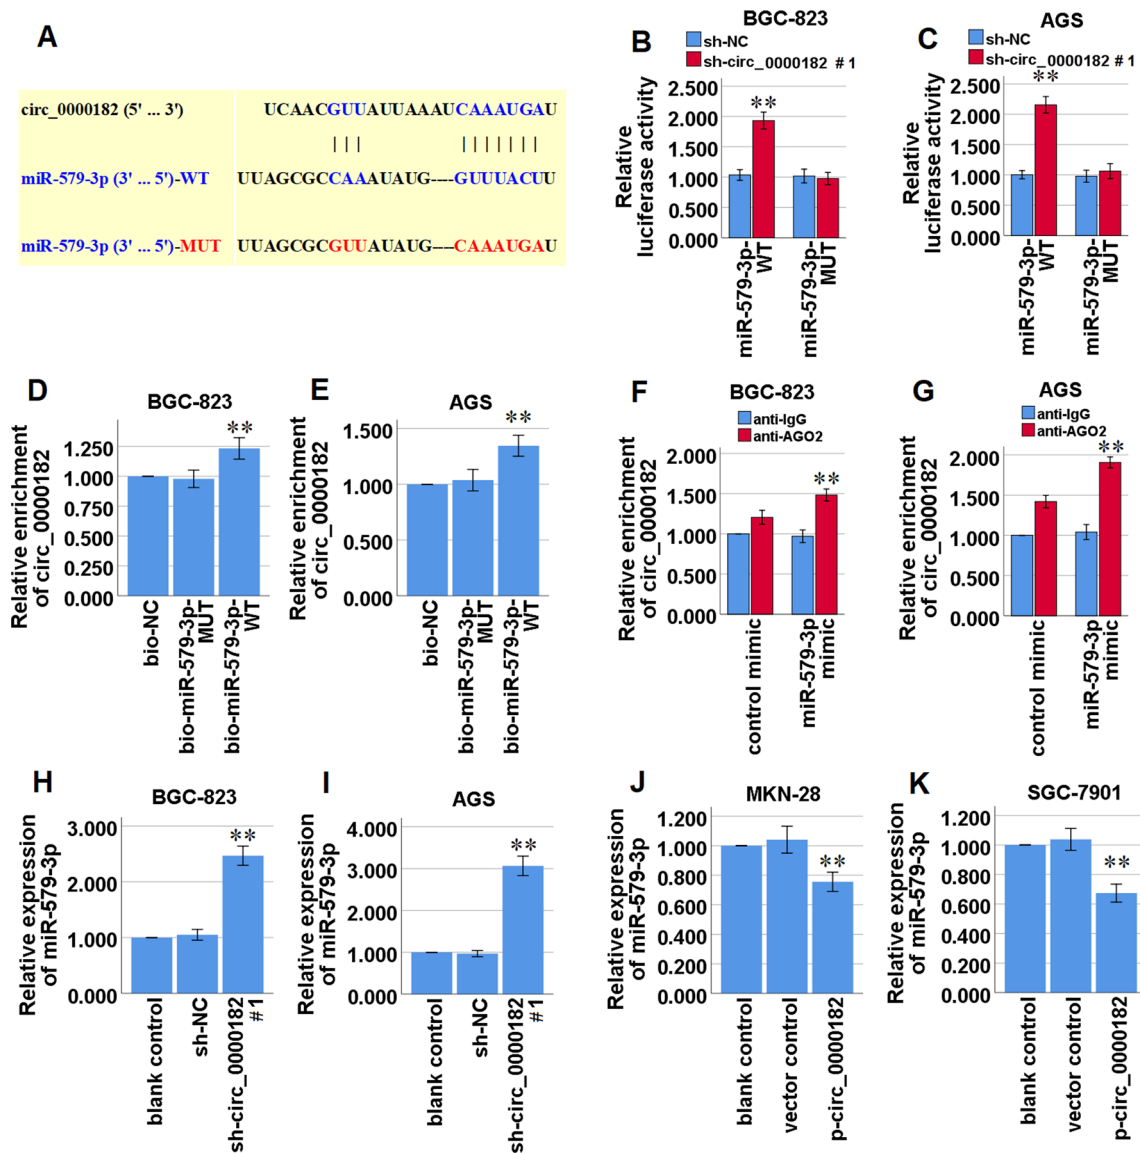 A
circ_0000182 (5' ... 3') UCAACGUUAUUAAAUCAAAUGAU
| | | | | | | | | |
miR-579-3p (3' ... 5')-WT UUAGCGCCAAAUAUG----GUUUACUU
miR-579-3p (3' ... 5')-MUT UUAGCGCGUUAUAUG----CAAAUGAU
B
BGC-823
sh-NC
sh-circ_0000182 # 1
Relative
luciferase activity
2.500
2.000
1.500
1.000
0.500
0.000
**
miR-579-3p-
WT
miR-579-3p-
MUT
C
AGS
sh-NC
sh-circ_0000182 # 1
Relative
luciferase activity
2.500
2.000
1.500
1.000
0.500
0.000
**
miR-579-3p-
WT
miR-579-3p-
MUT
D
BGC-823
Relative enrichment
of circ_0000182
1.250
1.000
0.750
0.500
0.250
0.000
**
bio-NC
bio-miR-579-3p-
MUT
bio-miR-579-3p-
WT
E
AGS
Relative enrichment
of circ_0000182
1.500
1.000
0.500
0.000
**
bio-NC
bio-miR-579-3p-
MUT
bio-miR-579-3p-
WT
F
BGC-823
anti-IgG
anti-AGO2
Relative enrichment
of circ_0000182
2.000
1.500
1.000
0.500
0.000
**
control mimic
miR-579-3p
mimic
G
AGS
anti-IgG
anti-AGO2
Relative enrichment
of circ_0000182
2.000
1.500
1.000
0.500
0.000
**
control mimic
miR-579-3p
mimic
H
BGC-823
Relative expression
of miR-579-3p
3.000
2.000
1.000
0.000
**
blank control
sh-NC
sh-circ_0000182
# 1
I
AGS
Relative expression
of miR-579-3p
4.000
3.000
2.000
1.000
0.000
**
blank control
sh-NC
sh-circ_0000182
# 1
J
MKN-28
Relative expression
of miR-579-3p
1.200
1.000
0.800
0.600
0.400
0.200
0.000
**
blank control
vector control
p-circ_0000182
K
SGC-7901
Relative expression
of miR-579-3p
1.200
1.000
0.800
0.600
0.400
0.200
0.000
**
blank control
vector control
p-circ_0000182